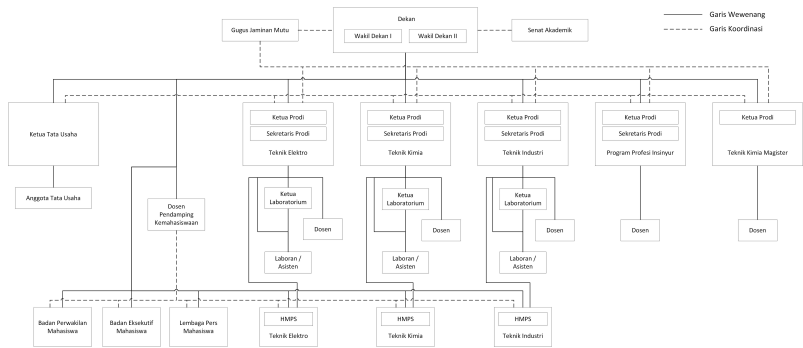 Dekan
Wakil Dekan I
Wakil Dekan II
Gugus Jaminan Mutu
Senat Akademik
Garis Wewenang
Garis Koordinasi
Ketua Tata Usaha
Ketua Prodi
Sekretaris Prodi
Teknik Elektro
Ketua Prodi
Sekretaris Prodi
Teknik Kimia
Ketua Prodi
Sekretaris Prodi
Teknik Industri
Ketua Prodi
Sekretaris Prodi
Program Profesi Insinyur
Ketua Prodi
Teknik Kimia Magister
Anggota Tata Usaha
Dosen
Pendamping
Kemahasiswaan
Ketua
Laboratorium
Dosen
Laboran /
Asisten
Ketua
Laboratorium
Dosen
Laboran /
Asisten
Ketua
Laboratorium
Dosen
Laboran /
Asisten
Dosen
Dosen
Badan Perwakilan
Mahasiswa
Badan Eksekutif
Mahasiswa
Lembaga Pers
Mahasiswa
HMPS
Teknik Elektro
HMPS
Teknik Kimia
HMPS
Teknik Industri